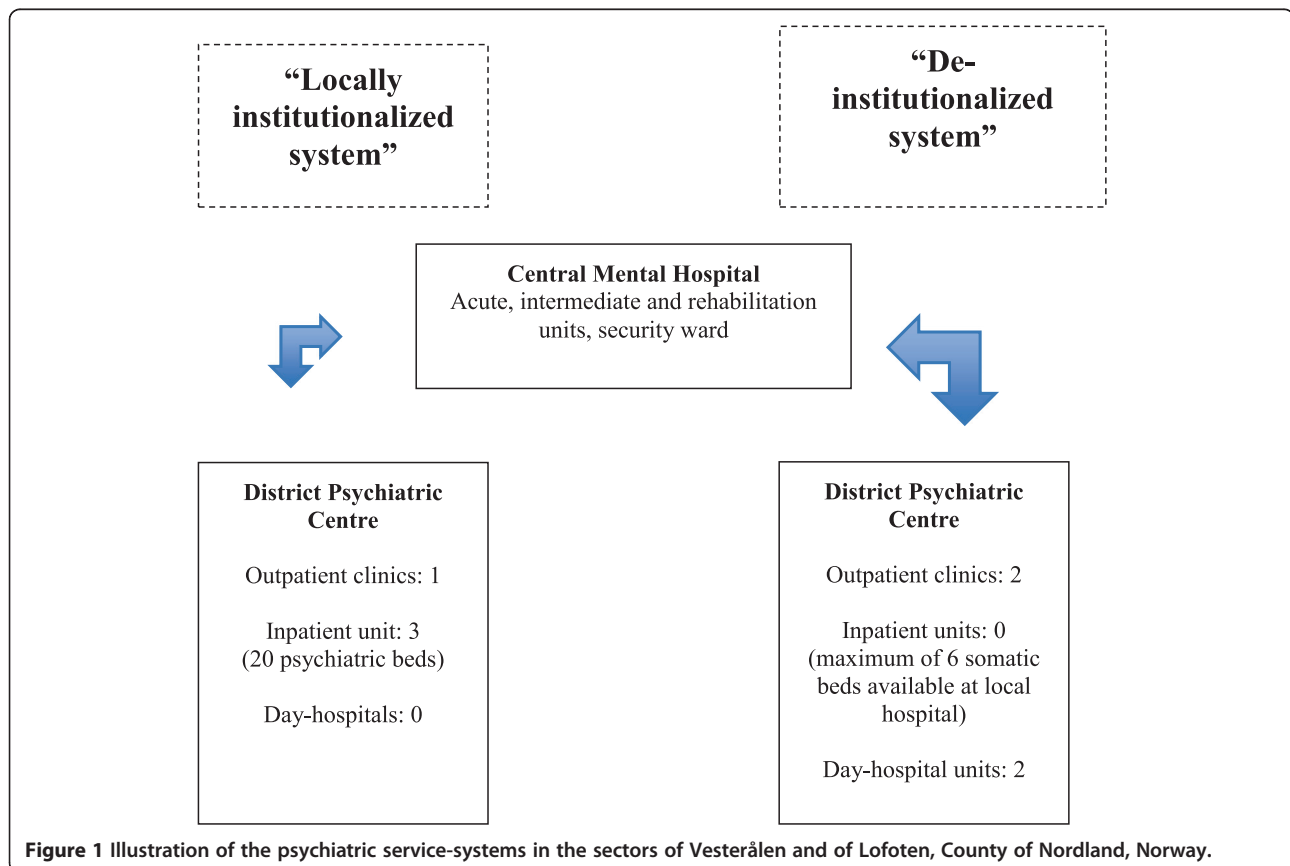 “Locally
institutionalized
system”
“De-
institutionalized
system”
Central Mental Hospital
Acute, intermediate and rehabilitation
units, security ward
District Psychiatric
Centre
Outpatient clinics: 1
Inpatient unit: 3
(20 psychiatric beds)
Day-hospitals: 0
District Psychiatric
Centre
Outpatient clinics: 2
Inpatient units: 0
(maximum of 6 somatic
beds available at local
hospital)
Day-hospital units: 2
Figure 1 Illustration of the psychiatric service-systems in the sectors of Vesterålen and of Lofoten, County of Nordland, Norway.